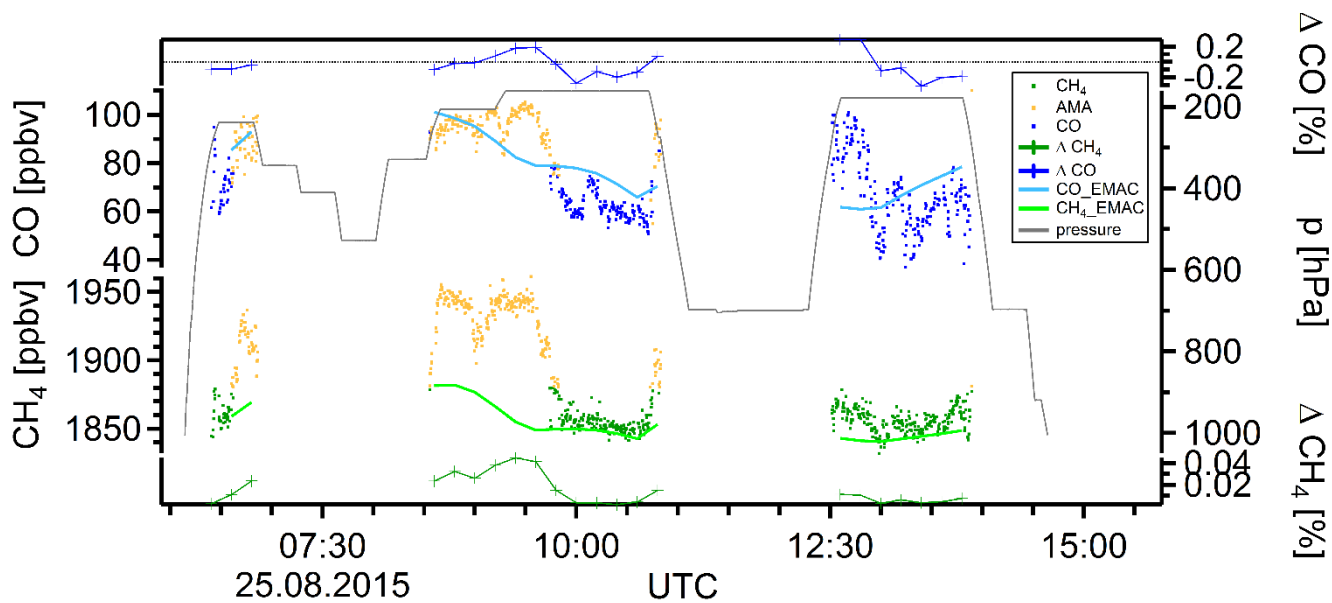 CO [ppbv]
100
80
60
40
CH₄ [ppbv]
1950
1900
1850
Δ CO [%]
0.2
-0.2
p [hPa]
200
400
600
800
1000
Δ CH₄ [%]
0.04
0.02
CH₄
AMA
CO
Δ CH₄
Δ CO
CO_EMAC
CH₄_EMAC
pressure
07:30
10:00
12:30
15:00
25.08.2015
UTC